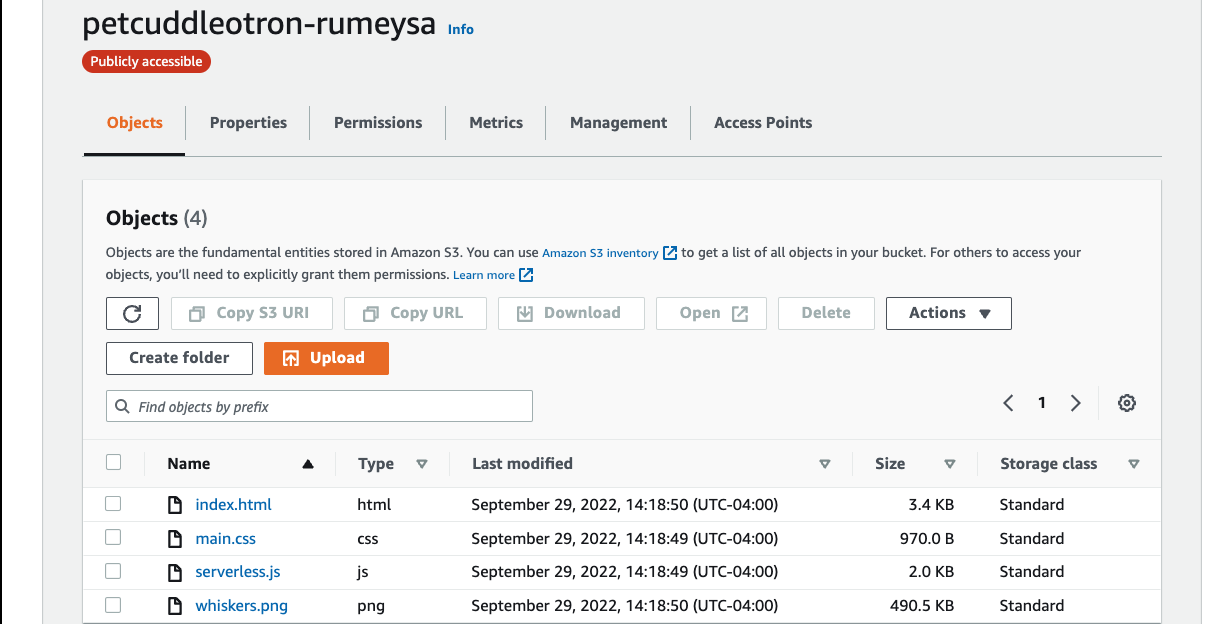 petcuddleotron-rumeysa Info
Publicly accessible
Objects Properties Permissions Metrics Management Access Points
Objects (4)
Objects are the fundamental entities stored in Amazon S3. You can use Amazon S3 inventory to get a list of all objects in your bucket. For others to access your
objects, you'll need to explicitly grant them permissions. Learn more
Copy S3 URI Copy URL Download Open Delete Actions
Create folder Upload
Find objects by prefix 1
Name Type Last modified Size Storage class
index.html html September 29, 2022, 14:18:50 (UTC-04:00) 3.4 KB Standard
main.css css September 29, 2022, 14:18:49 (UTC-04:00) 970.0 B Standard
serverless.js js September 29, 2022, 14:18:49 (UTC-04:00) 2.0 KB Standard
whiskers.png png September 29, 2022, 14:18:50 (UTC-04:00) 490.5 KB Standard